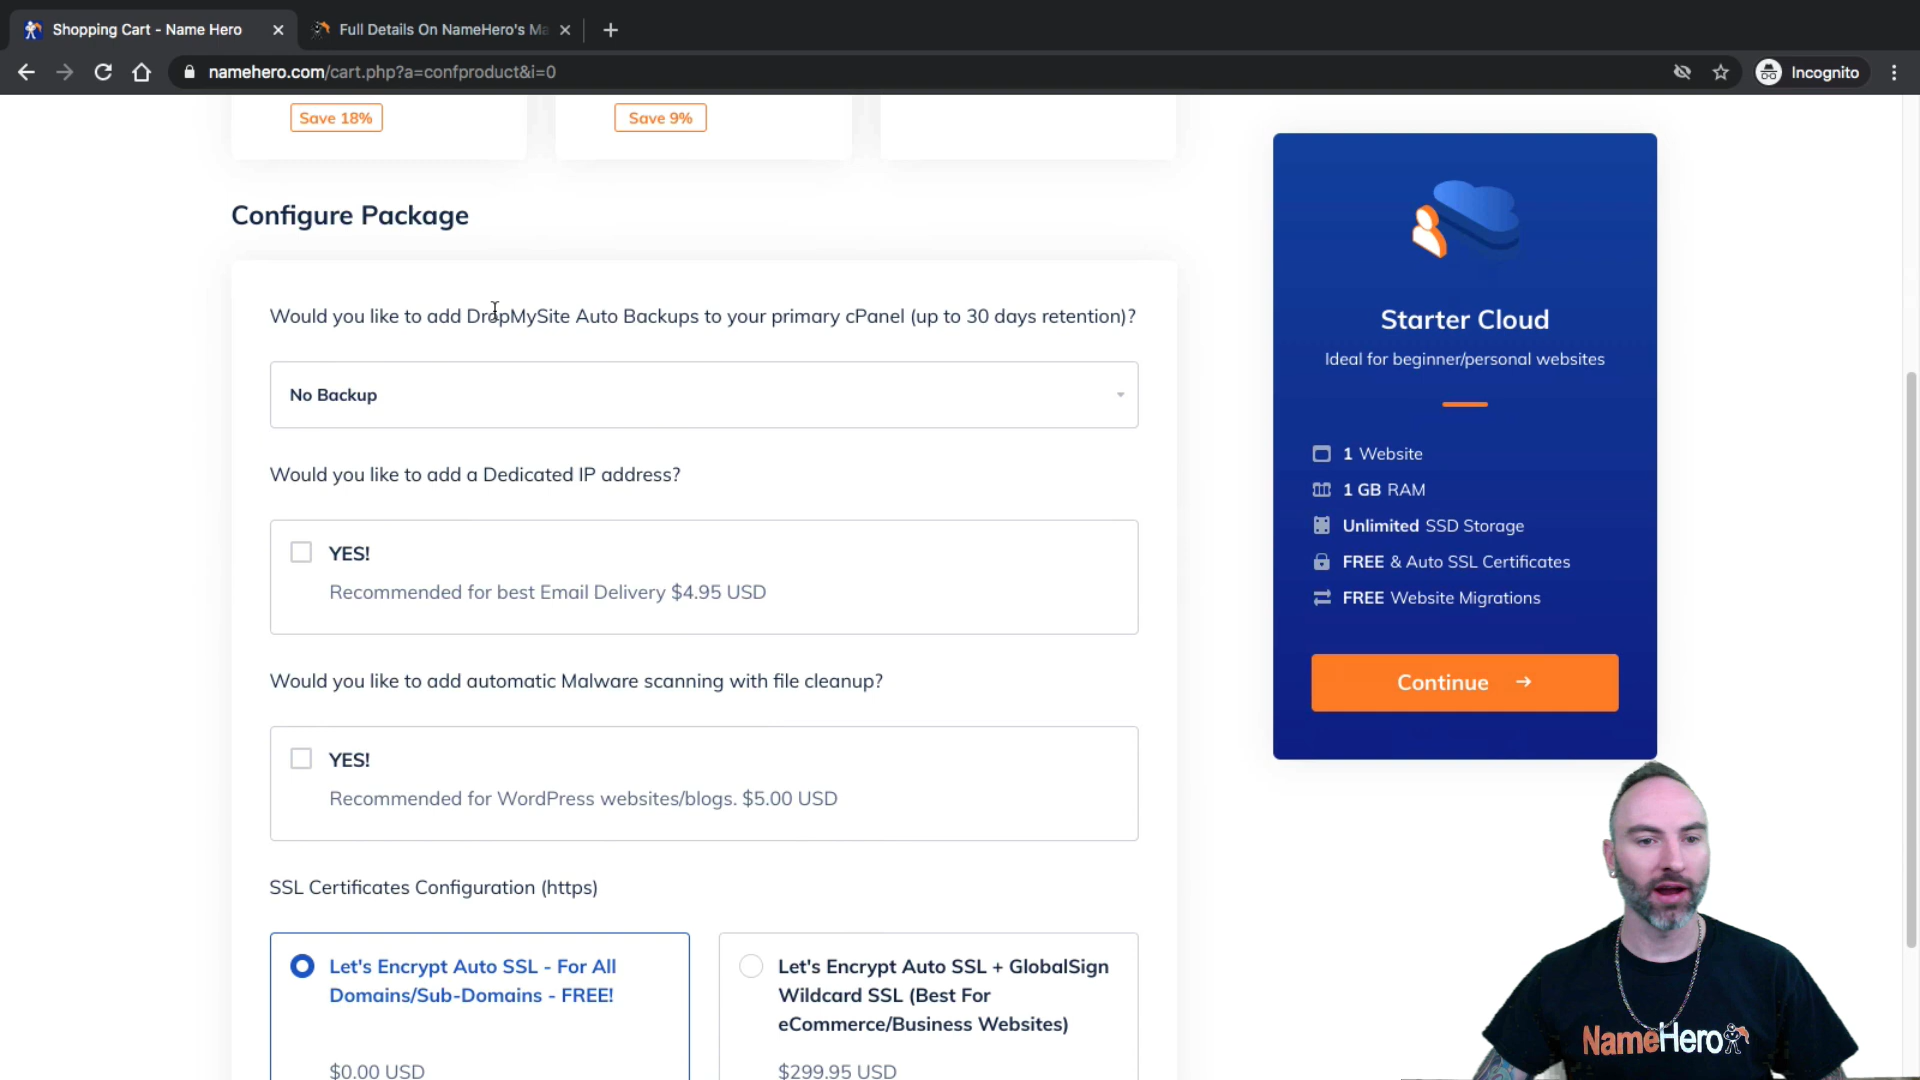 Shopping Cart - Name Hero
Full Details On NameHero's Ma
namehero.com/cart.php?a=confproduct&i=0
Incognito
Save 18%
Save 9%
Configure Package
Would you like to add DropMySite Auto Backups to your primary cPanel (up to 30 days retention)?
No Backup
Would you like to add a Dedicated IP address?
YES!
Recommended for best Email Delivery $4.95 USD
Would you like to add automatic Malware scanning with file cleanup?
YES!
Recommended for WordPress websites/blogs. $5.00 USD
SSL Certificates Configuration (https)
Let's Encrypt Auto SSL - For All
Domains/Sub-Domains - FREE!
$0.00 USD
Let's Encrypt Auto SSL + GlobalSign
Wildcard SSL (Best For
eCommerce/Business Websites)
$299.95 USD
Starter Cloud
Ideal for beginner/personal websites
1 Website
1 GB RAM
Unlimited SSD Storage
FREE & Auto SSL Certificates
FREE Website Migrations
Continue
NameHero